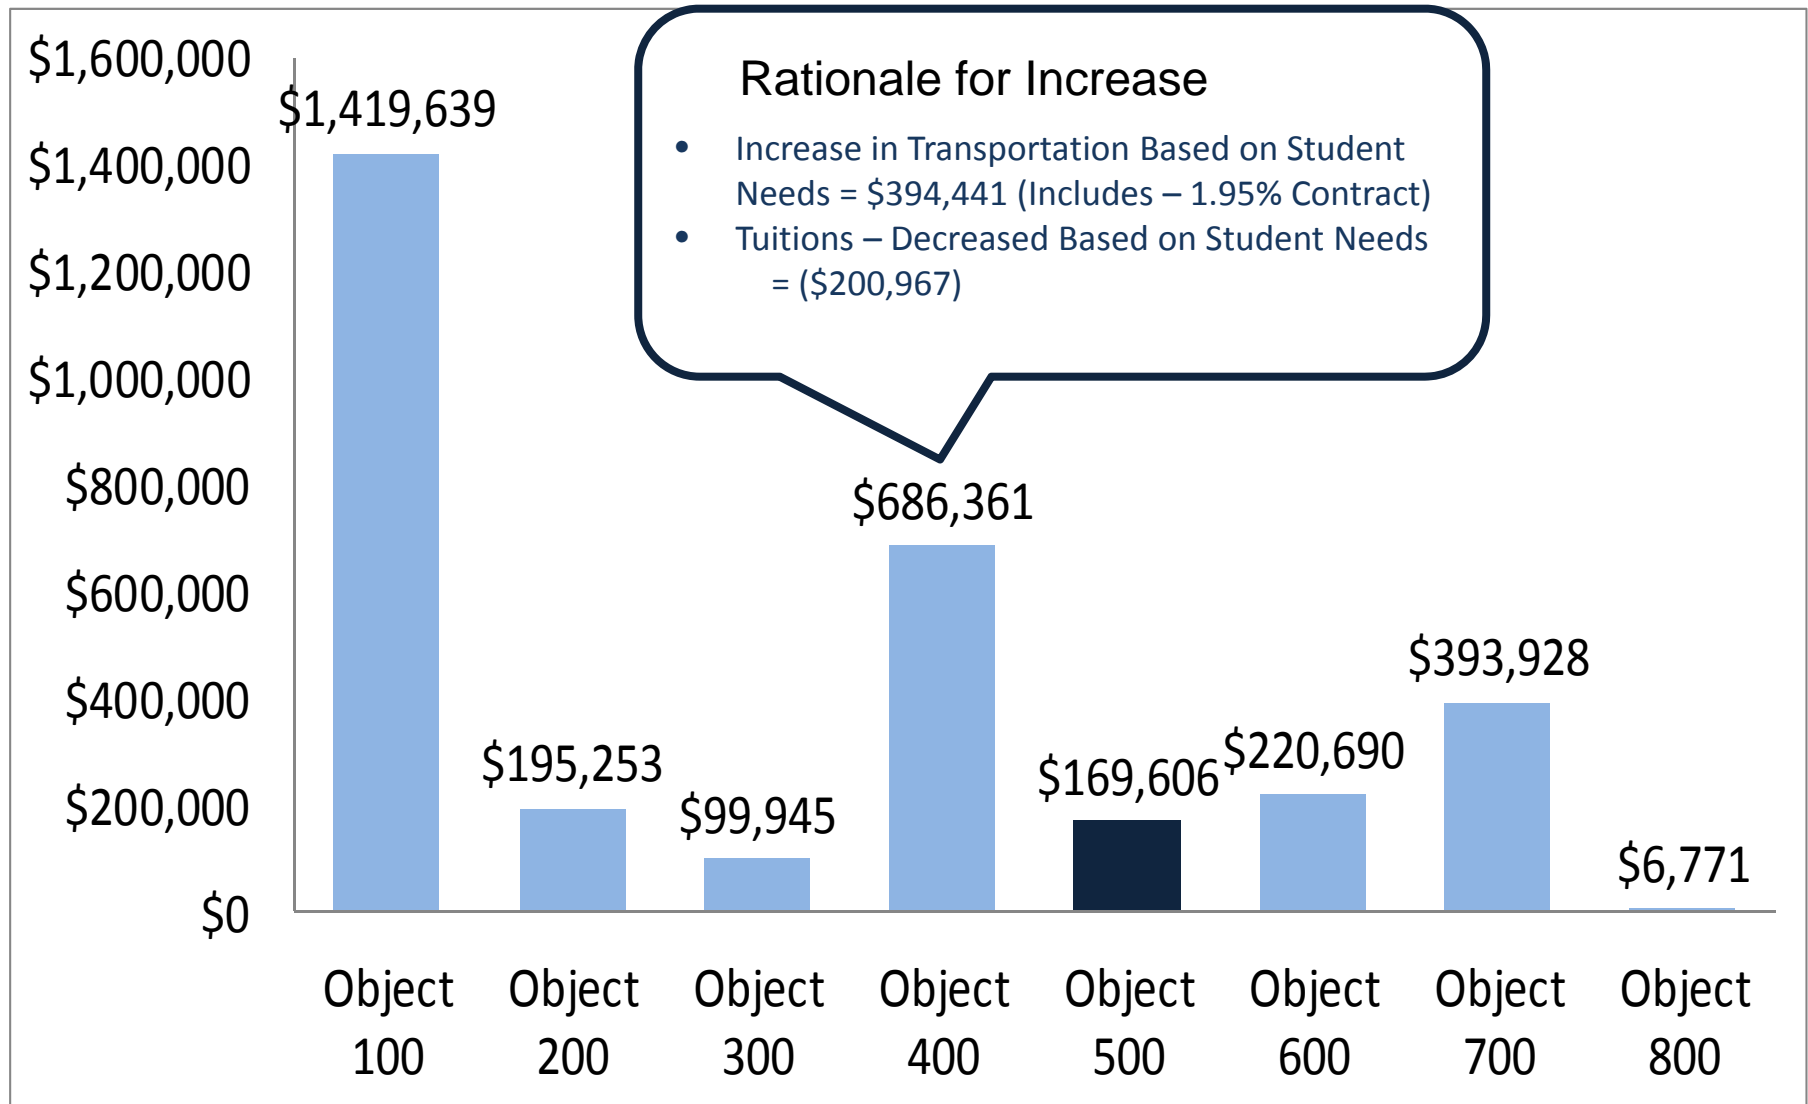 Rationale for Increase
• Increase in Transportation Based on Student
Needs = $394,441 (Includes – 1.95% Contract)
• Tuitions – Decreased Based on Student Needs
= ($200,967)
$1,600,000
$1,400,000
$1,200,000
$1,000,000
$800,000
$600,000
$400,000
$200,000
$0
$1,419,639
$195,253
$99,945
$686,361
$169,606
$220,690
$393,928
$6,771
Object
100
Object
200
Object
300
Object
400
Object
500
Object
600
Object
700
Object
800